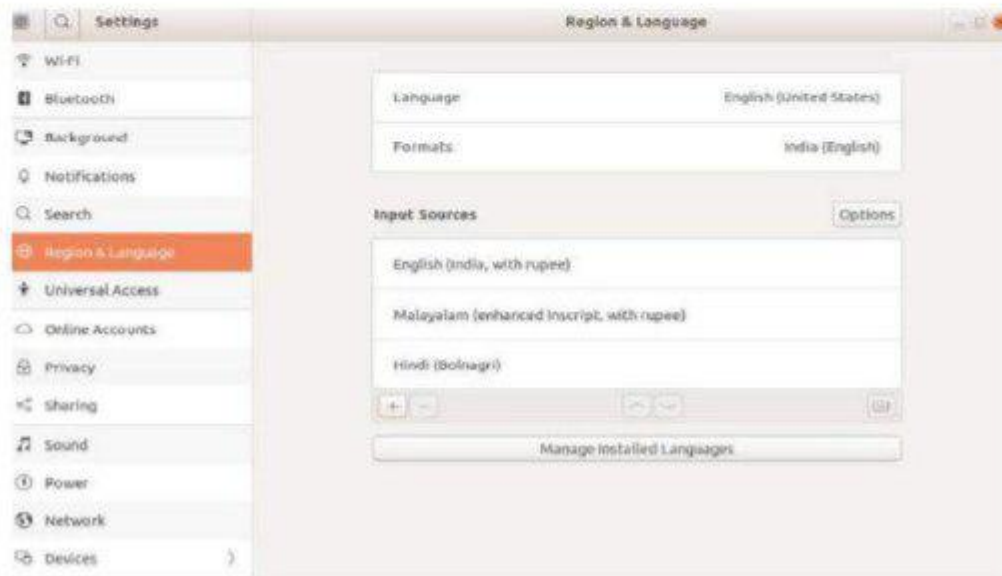 Settings
Region & Language
Wi-Fi
Bluetooth
Background
Notifications
Search
Region & Language
Universal Access
Online Accounts
Privacy
Sharing
Sound
Power
Network
Devices
Language English (United States)
Formats India (English)
Input Sources Options
English (India, with rupee)
Malayalam (enhanced Inscript, with rupee)
Hindi (Bolnagri)
Manage Installed Languages